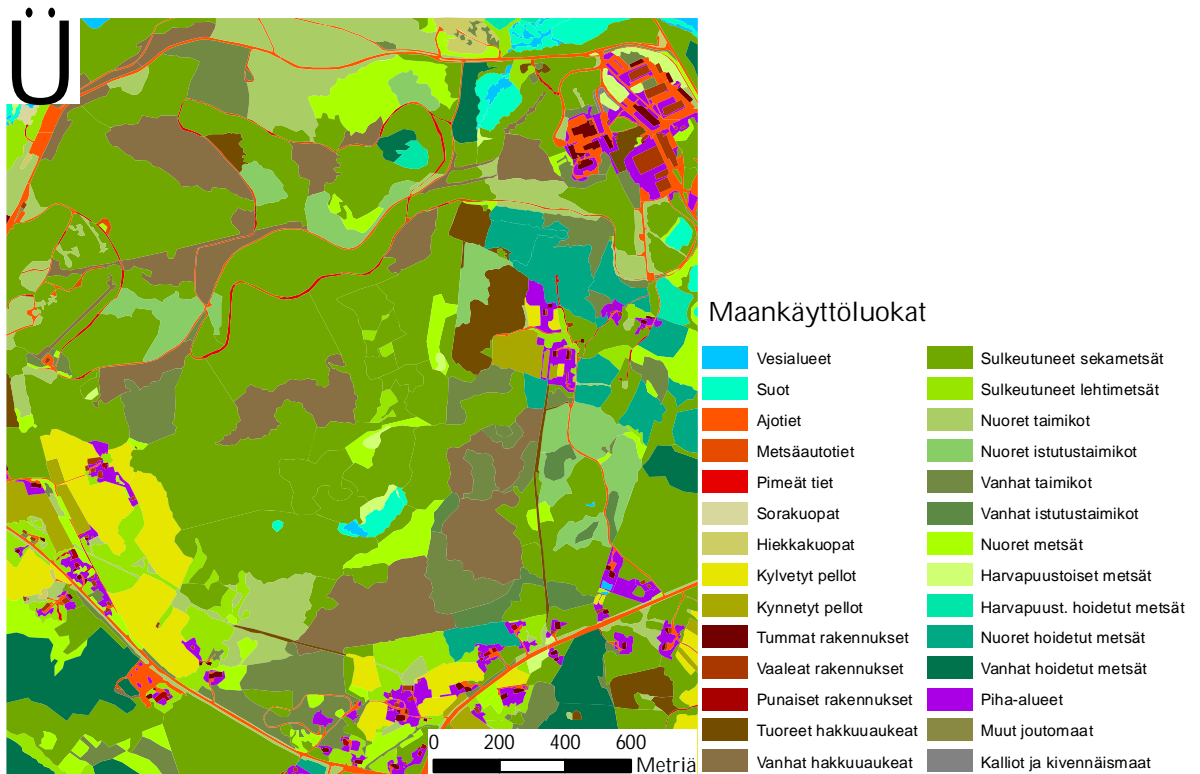 Ü
Maankäyttöluokat
Vesialueet
Suot
Ajotiet
Metsäautotiet
Pimeät tiet
Sorakuopat
Hiekkakuopat
Kylvetyt pellot
Kynnetyt pellot
Tummat rakennukset
Vaaleat rakennukset
Punaiset rakennukset
Tuoreet hakkuuaukeat
Vanhat hakkuuaukeat
Sulkeutuneet sekametsät
Sulkeutuneet lehtimetsät
Nuoret taimikot
Nuoret istutustaimikot
Vanhat taimikot
Vanhat istutustaimikot
Nuoret metsät
Harvapuustoiset metsät
Harvapuust. hoidetut metsät
Nuoret hoidetut metsät
Vanhat hoidetut metsät
Piha-alueet
Muut joutomaat
Kalliot ja kivennäismaat
0 200 400 600
Metriä